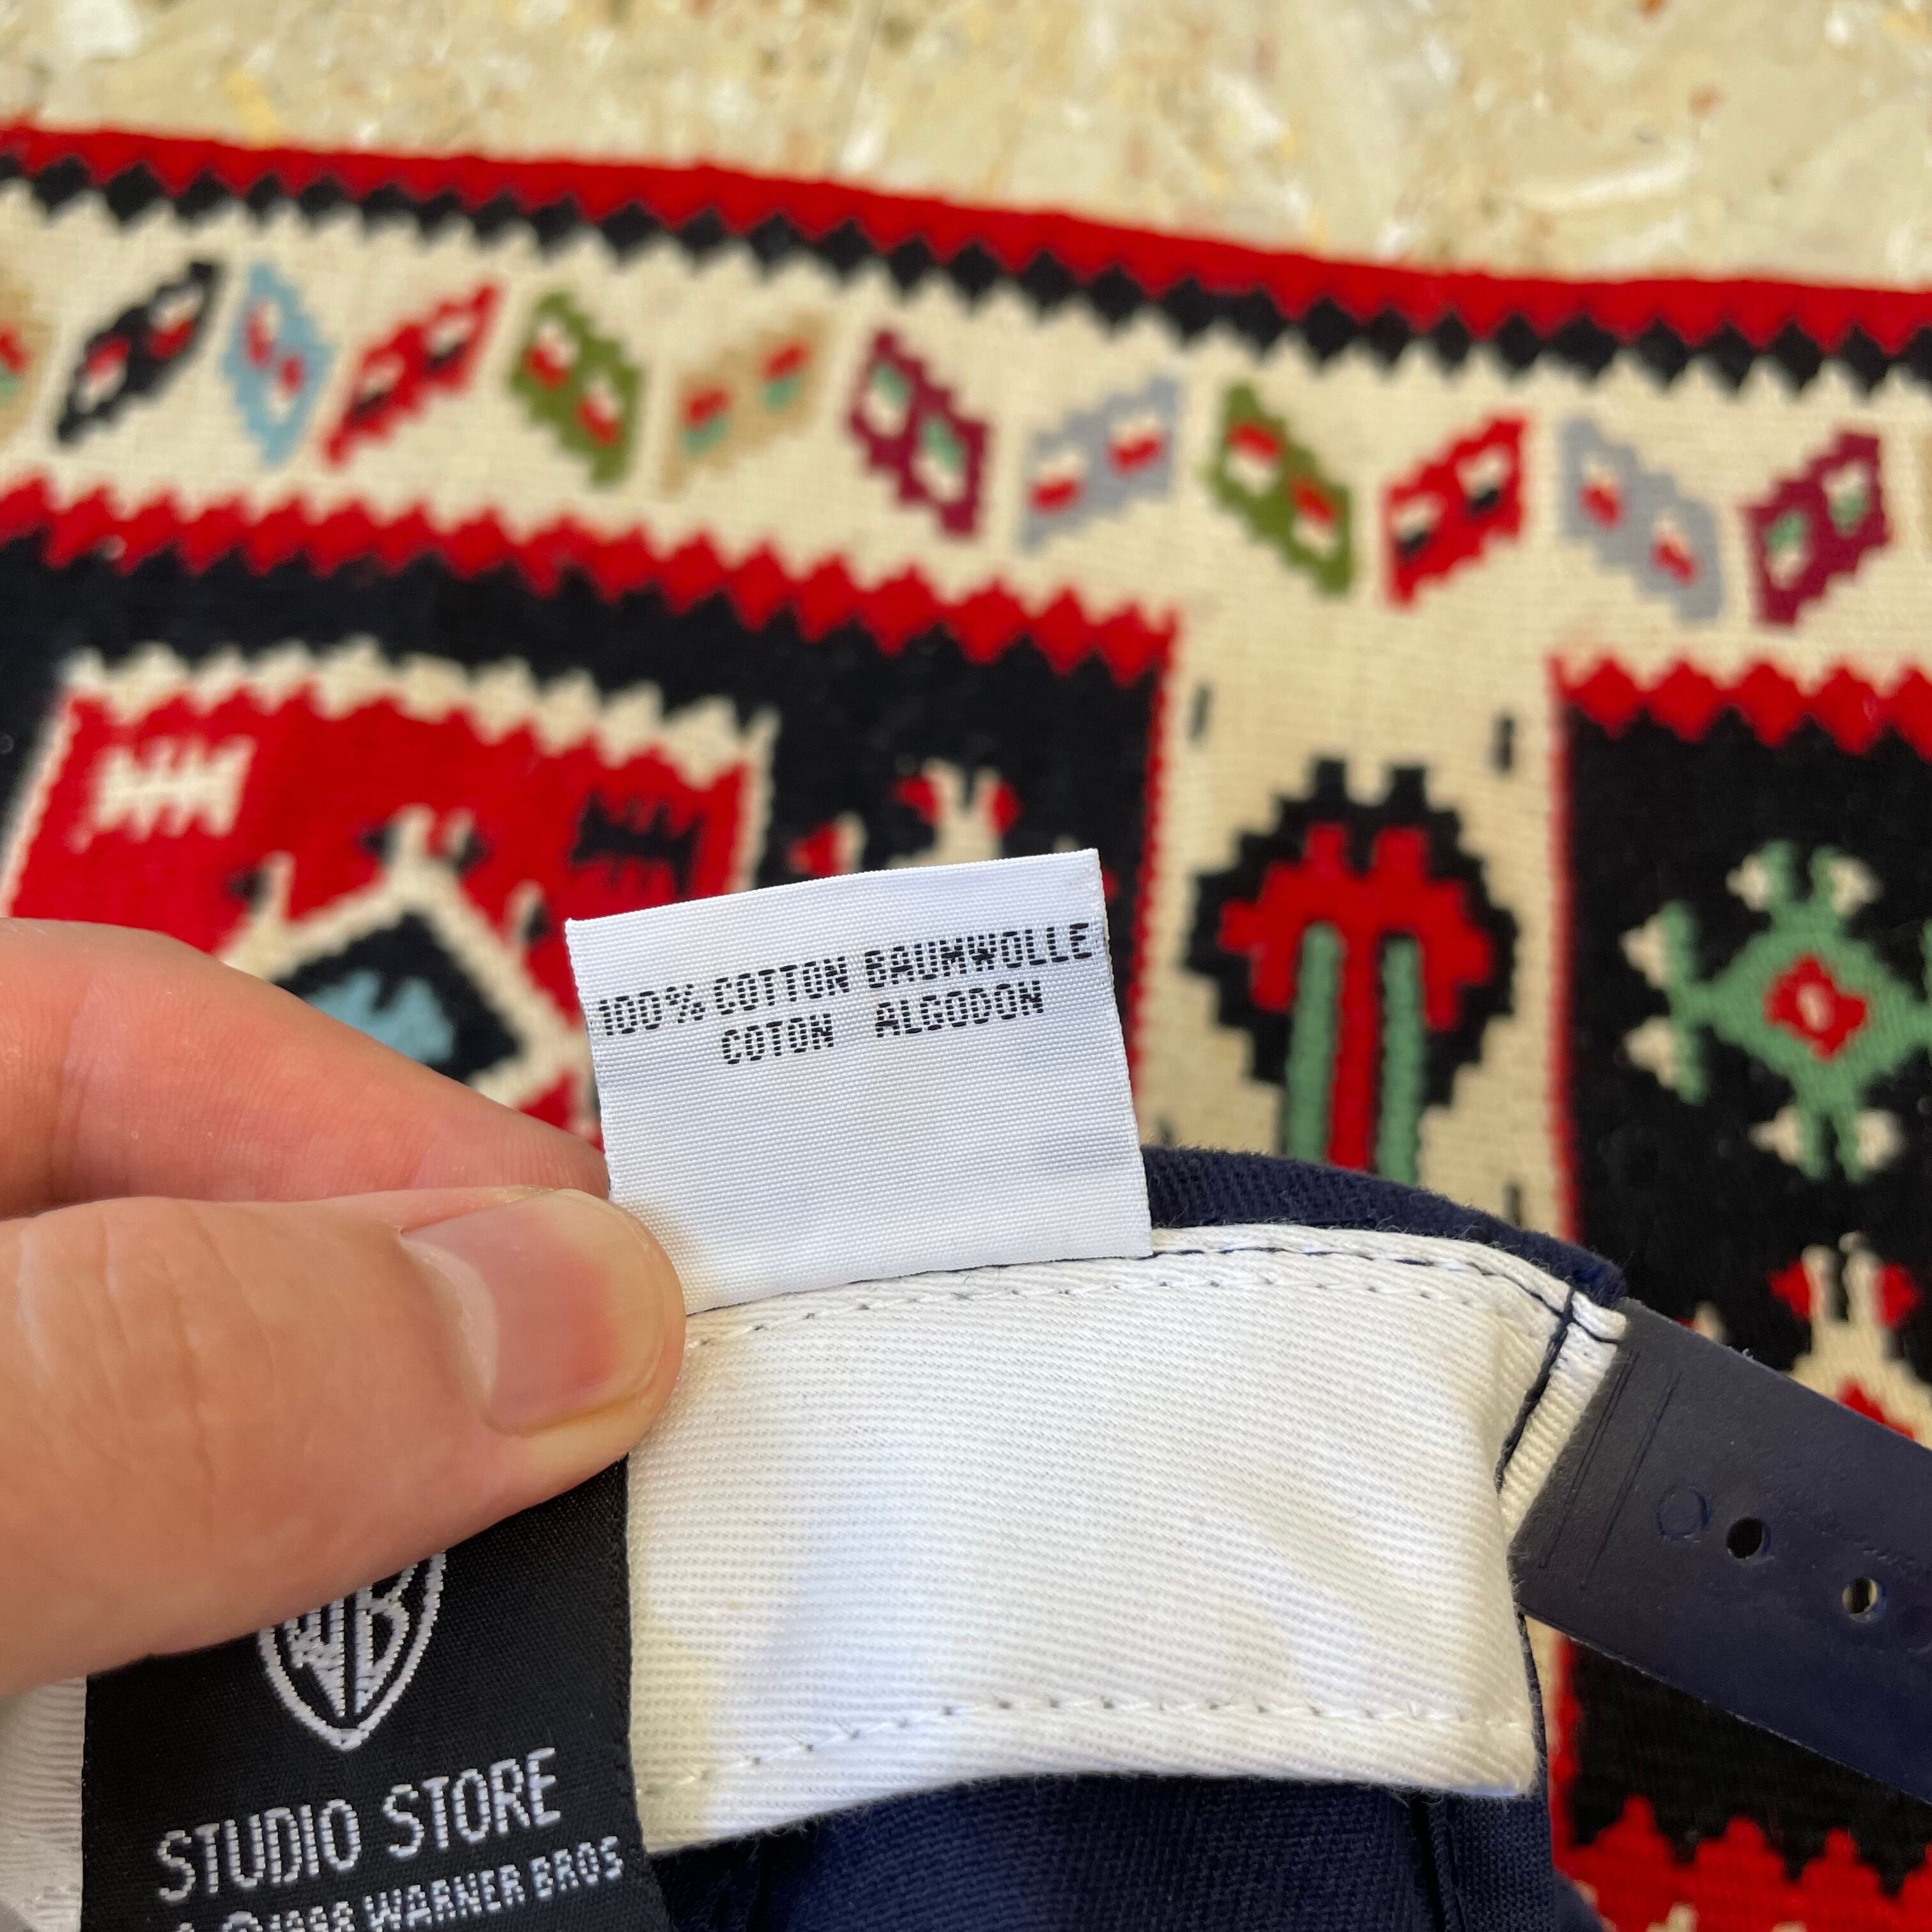 100% COTTON BAUMWOLLE
COTON ALGODON
WB
STUDIO STORE
WARNER BROS